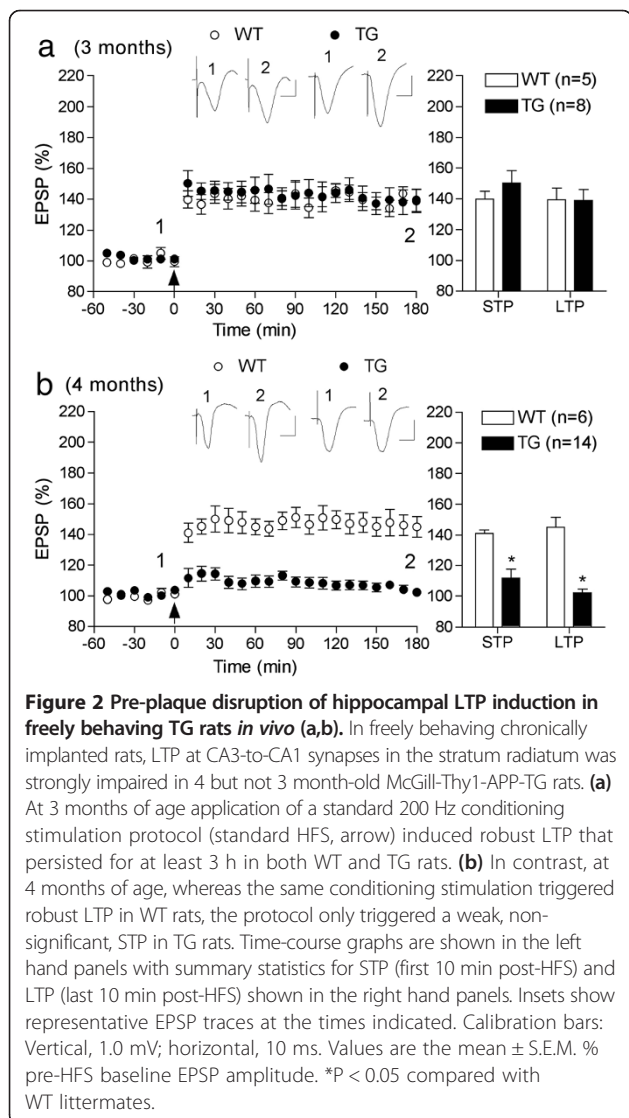 a (3 months)
WT TG
1 2 1 2
EPSP (%)
220
200
180
160
140
120
100
80
1
2
-60 -30 0 30 60 90 120 150 180
Time (min)
WT (n=5)
TG (n=8)
220
200
180
160
140
120
100
80
STP LTP
b (4 months)
WT TG
1 2 1 2
EPSP (%)
220
200
180
160
140
120
100
80
1
2
-60 -30 0 30 60 90 120 150 180
Time (min)
WT (n=6)
TG (n=14)
220
200
180
160
140
120
100
80
* *
STP LTP
Figure 2 Pre-plaque disruption of hippocampal LTP induction in
freely behaving TG rats in vivo (a,b). In freely behaving chronically
implanted rats, LTP at CA3-to-CA1 synapses in the stratum radiatum was
strongly impaired in 4 but not 3 month-old McGill-Thy1-APP-TG rats. (a)
At 3 months of age application of a standard 200 Hz conditioning
stimulation protocol (standard HFS, arrow) induced robust LTP that
persisted for at least 3 h in both WT and TG rats. (b) In contrast, at
4 months of age, whereas the same conditioning stimulation triggered
robust LTP in WT rats, the protocol only triggered a weak, non-
significant, STP in TG rats. Time-course graphs are shown in the left
hand panels with summary statistics for STP (first 10 min post-HFS) and
LTP (last 10 min post-HFS) shown in the right hand panels. Insets show
representative EPSP traces at the times indicated. Calibration bars:
Vertical, 1.0 mV; horizontal, 10 ms. Values are the mean ± S.E.M. %
pre-HFS baseline EPSP amplitude. *P < 0.05 compared with
WT littermates.